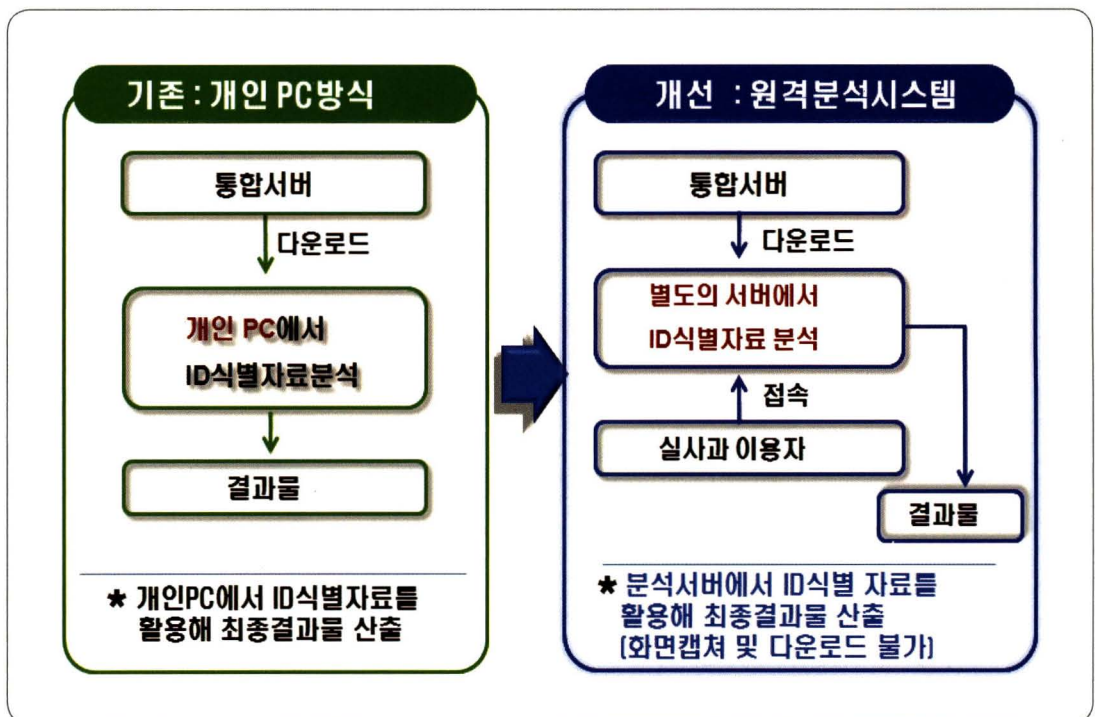 기존 : 개인 PC방식
통합서버
다운로드
개인 PC에서
ID식별자료분석
결과물
* 개인PC에서 ID식별자료를
활용해 최종결과물 산출
개선 : 원격분석시스템
통합서버
다운로드
별도의 서버에서
ID식별자료 분석
접속
실사과 이용자
결과물
* 분석서버에서 ID식별 자료를
활용해 최종결과물 산출
(화면캡쳐 및 다운로드 불가)